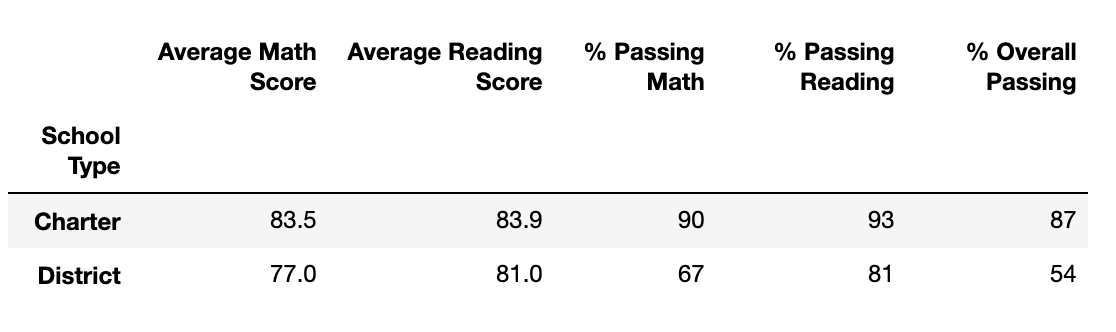 Average Math Average Reading % Passing % Passing % Overall
Score Score Math Reading Passing
School
Type
Charter 83.5 83.9 90 93 87
District 77.0 81.0 67 81 54